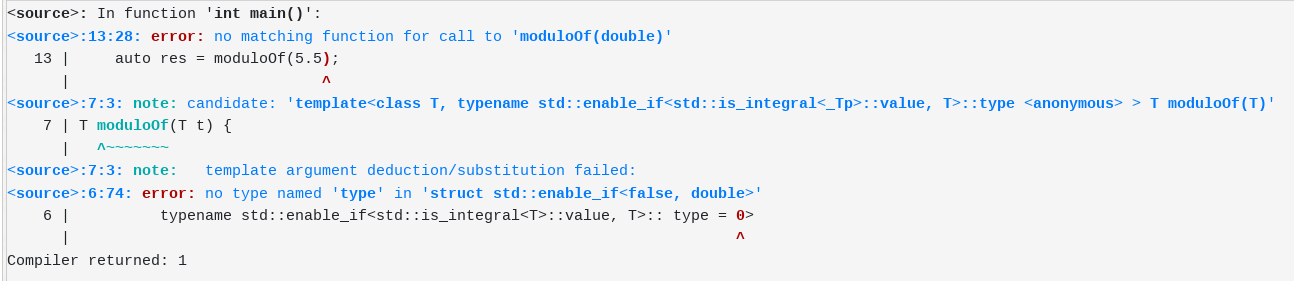 <source>: In function 'int main()':
<source>:13:28: error: no matching function for call to 'moduloOf(double)'
   13 |     auto res = moduloOf(5.5);
      |                            ^
<source>:7:3: note: candidate: 'template<class T, typename std::enable_if<std::is_integral<_Tp>::value, T>::type <anonymous> > T moduloOf(T)'
    7 | T moduloOf(T t) {
      |   ^~~~~~~~
<source>:7:3: note:   template argument deduction/substitution failed:
<source>:6:74: error: no type named 'type' in 'struct std::enable_if<false, double>'
    6 |          typename std::enable_if<std::is_integral<T>::value, T>:: type = 0>
      |                                                                          ^
Compiler returned: 1